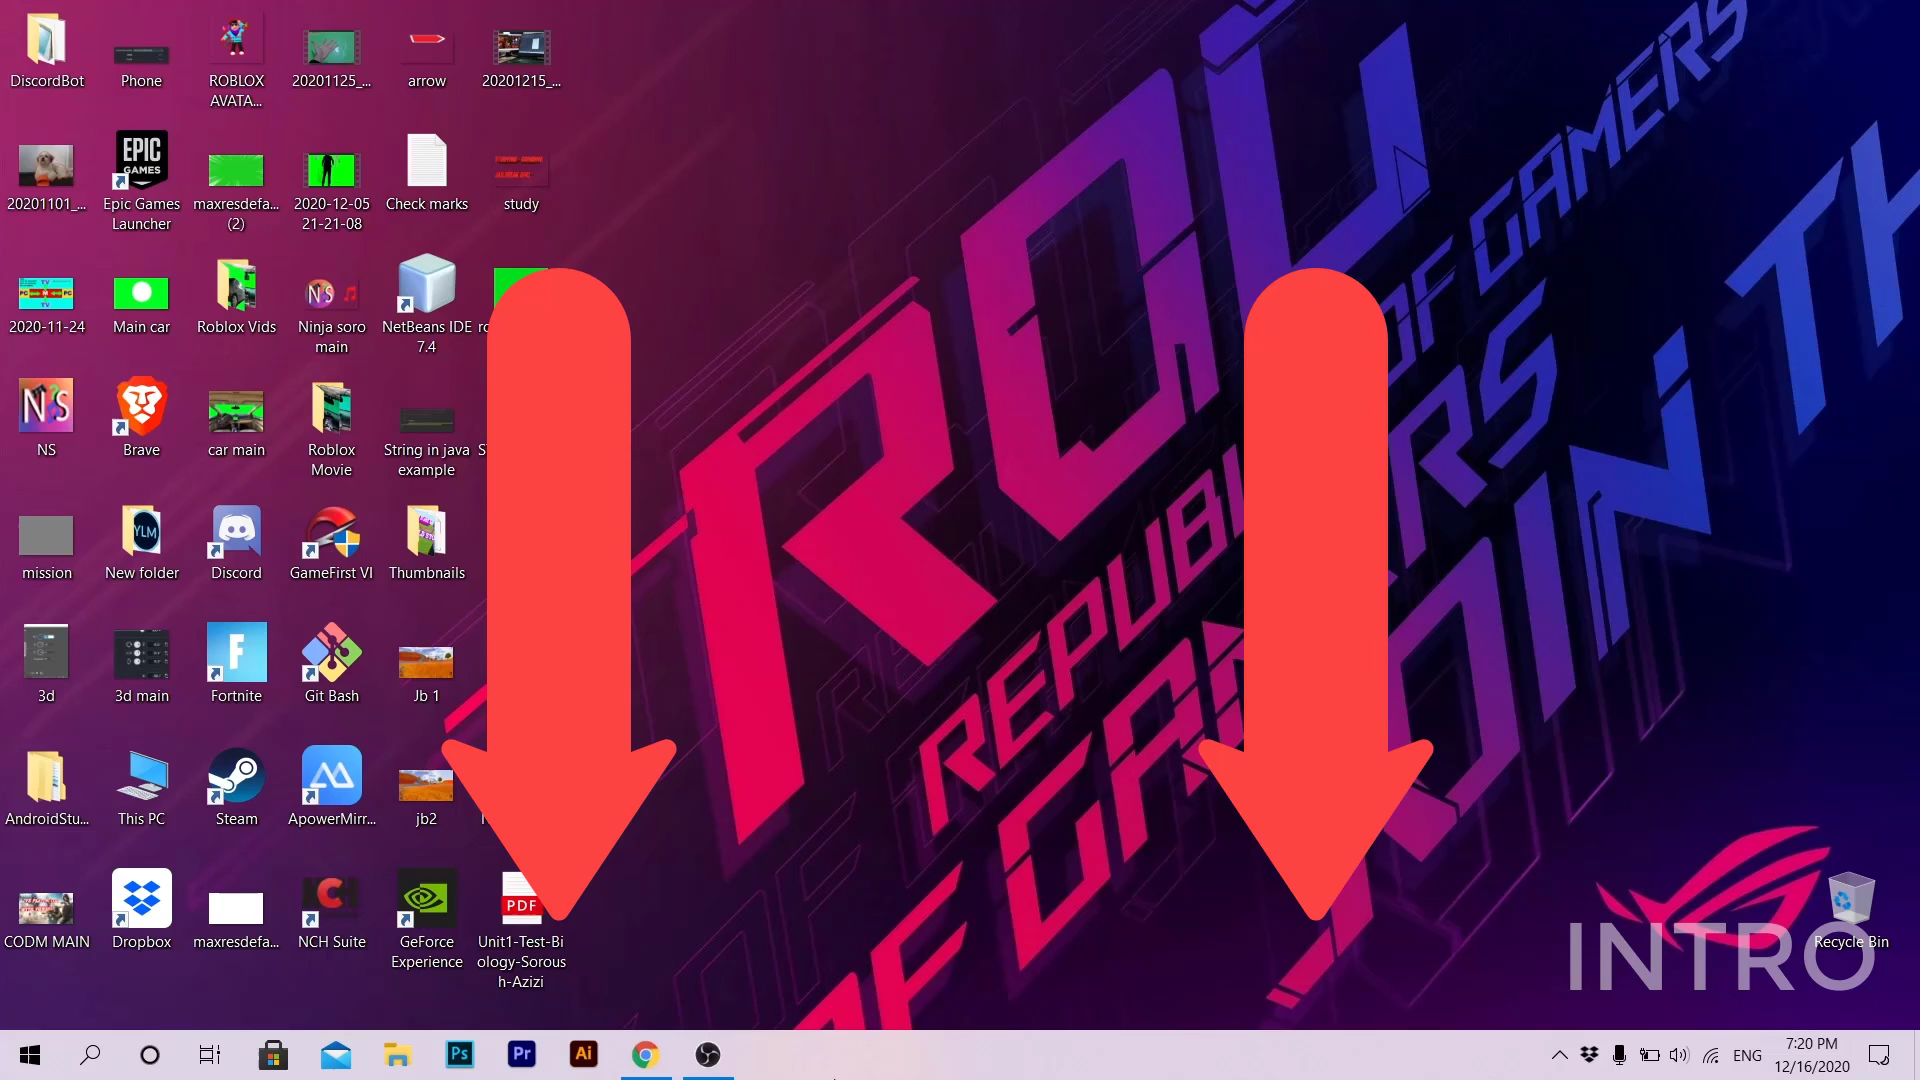 DiscordBot
Phone
ROBLOX
AVATA...
20201125_...
arrow
20201215_...
20201101_...
EPIC
GAMES
Epic Games
Launcher
maxresdefa...
(2)
2020-12-05
21-21-08
Check marks
study
2020-11-24
Main car
Roblox Vids
NS
Ninja soro
main
NetBeans IDE
7.4
NS
NS
Brave
car main
Roblox
Movie
String in java
example
mission
YLM
New folder
Discord
GameFirst VI
Thumbnails
3d
3d main
F
Fortnite
Git Bash
Jb 1
AndroidStu...
This PC
Steam
ApowerMirr...
jb2
CODM MAIN
Dropbox
maxresdefa...
C
NCH Suite
GeForce
Experience
PDF
Unit1-Test-Bi
ology-Sorous
h-Azizi
OF GAMERS
JOIN TH
Recycle Bin
INTRO
Ps
Pr
Ai
ENG
7:20 PM
12/16/2020